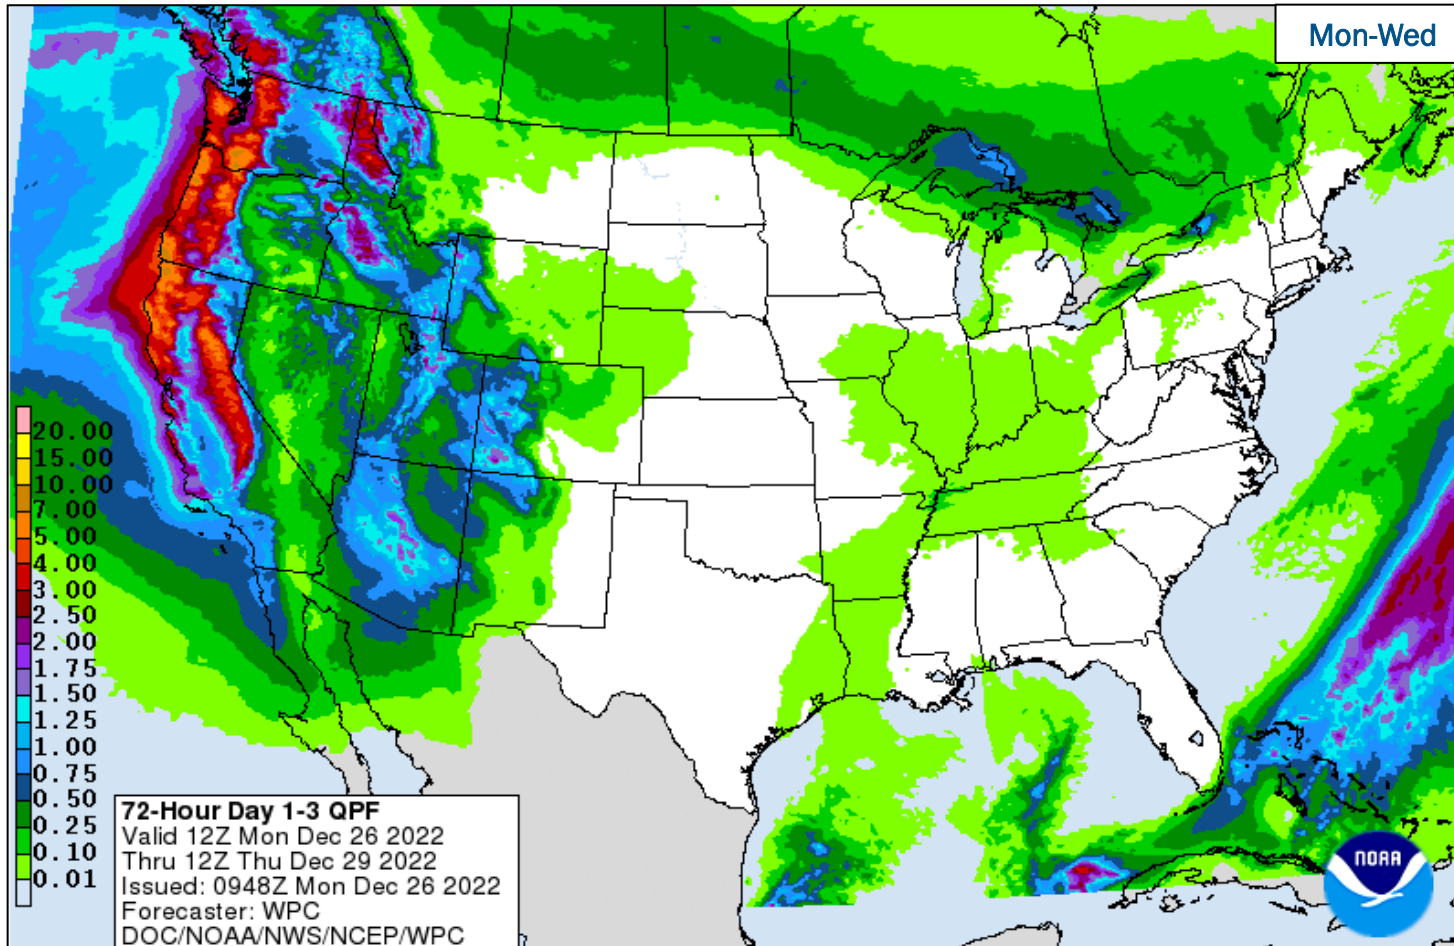 Mon-Wed
20.00
15.00
10.00
7.00
5.00
4.00
3.00
2.50
2.00
1.75
1.50
1.25
1.00
0.75
0.50
0.25
0.10
0.01
72-Hour Day 1-3 QPF
Valid 12Z Mon Dec 26 2022
Thru 12Z Thu Dec 29 2022
Issued: 0948Z Mon Dec 26 2022
Forecaster: WPC
DOC/NOAA/NWS/NCEP/WPC
NOAA